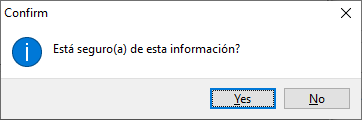 Confirm
Está seguro(a) de esta información?
Yes
No